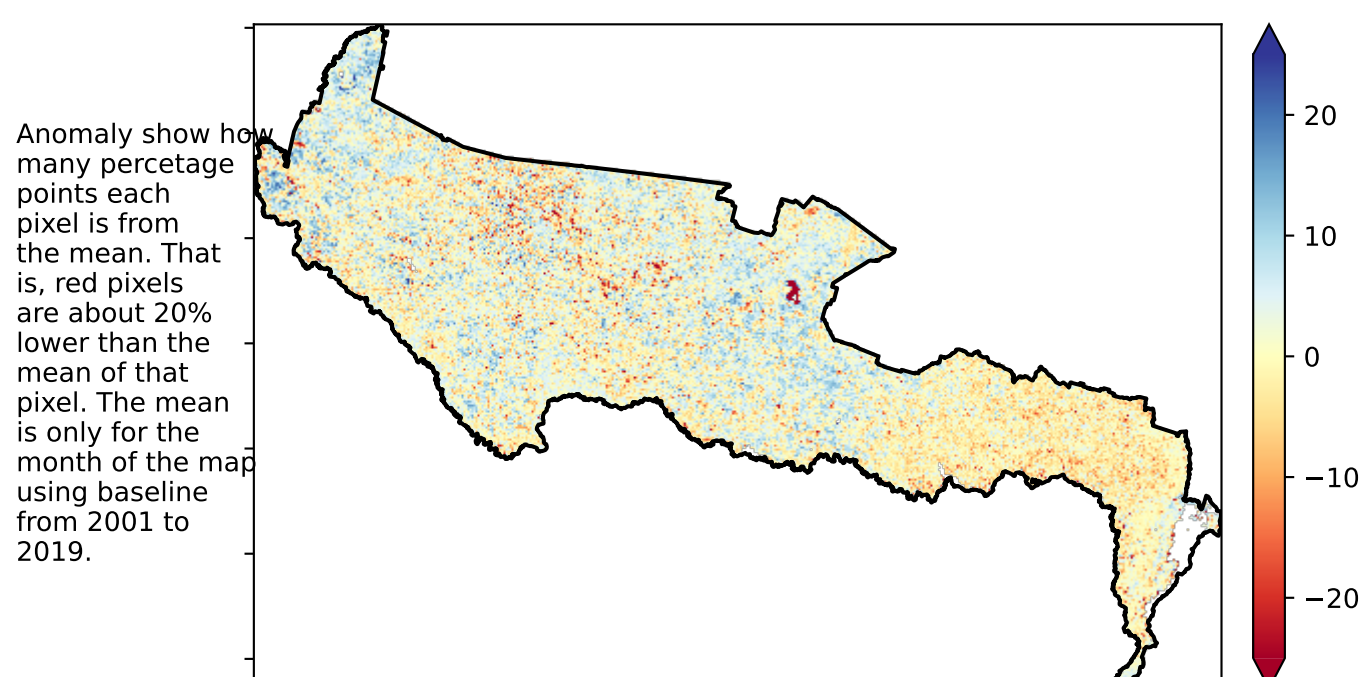 Anomaly show how
many percetage
points each
pixel is from
the mean. That
is, red pixels
are about 20%
lower than the
mean of that
pixel. The mean
is only for the
month of the map
using baseline
from 2001 to
2019.
20
10
0
−10
−20